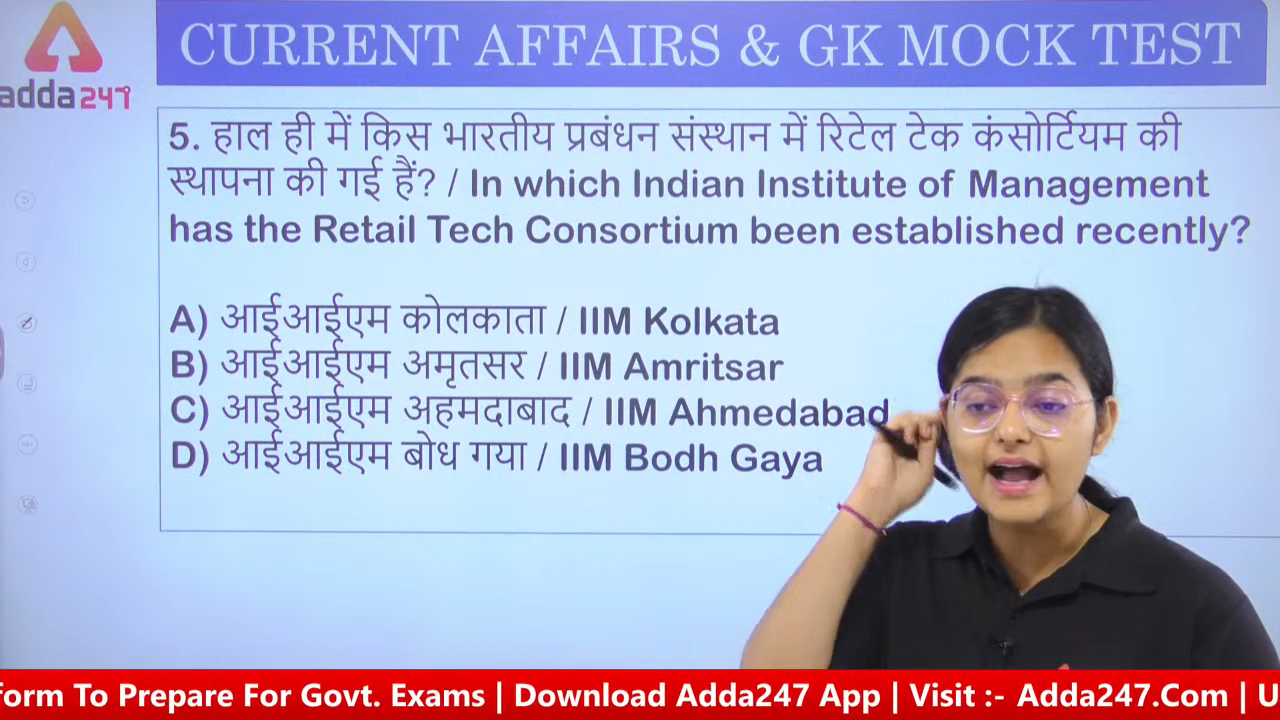 CURRENT AFFAIRS & GK MOCK TEST
adda247
5. हाल ही में किस भारतीय प्रबंधन संस्थान में रिटेल टेक कंसोर्टियम की
स्थापना की गई हैं? / In which Indian Institute of Management
has the Retail Tech Consortium been established recently?
A) आईआईएम कोलकाता / IIM Kolkata
B) आईआईएम अमृतसर / IIM Amritsar
C) आईआईएम अहमदाबाद / IIM Ahmedabad
D) आईआईएम बोध गया / IIM Bodh Gaya
form To Prepare For Govt. Exams | Download Adda247 App | Visit :- Adda247.Com | U